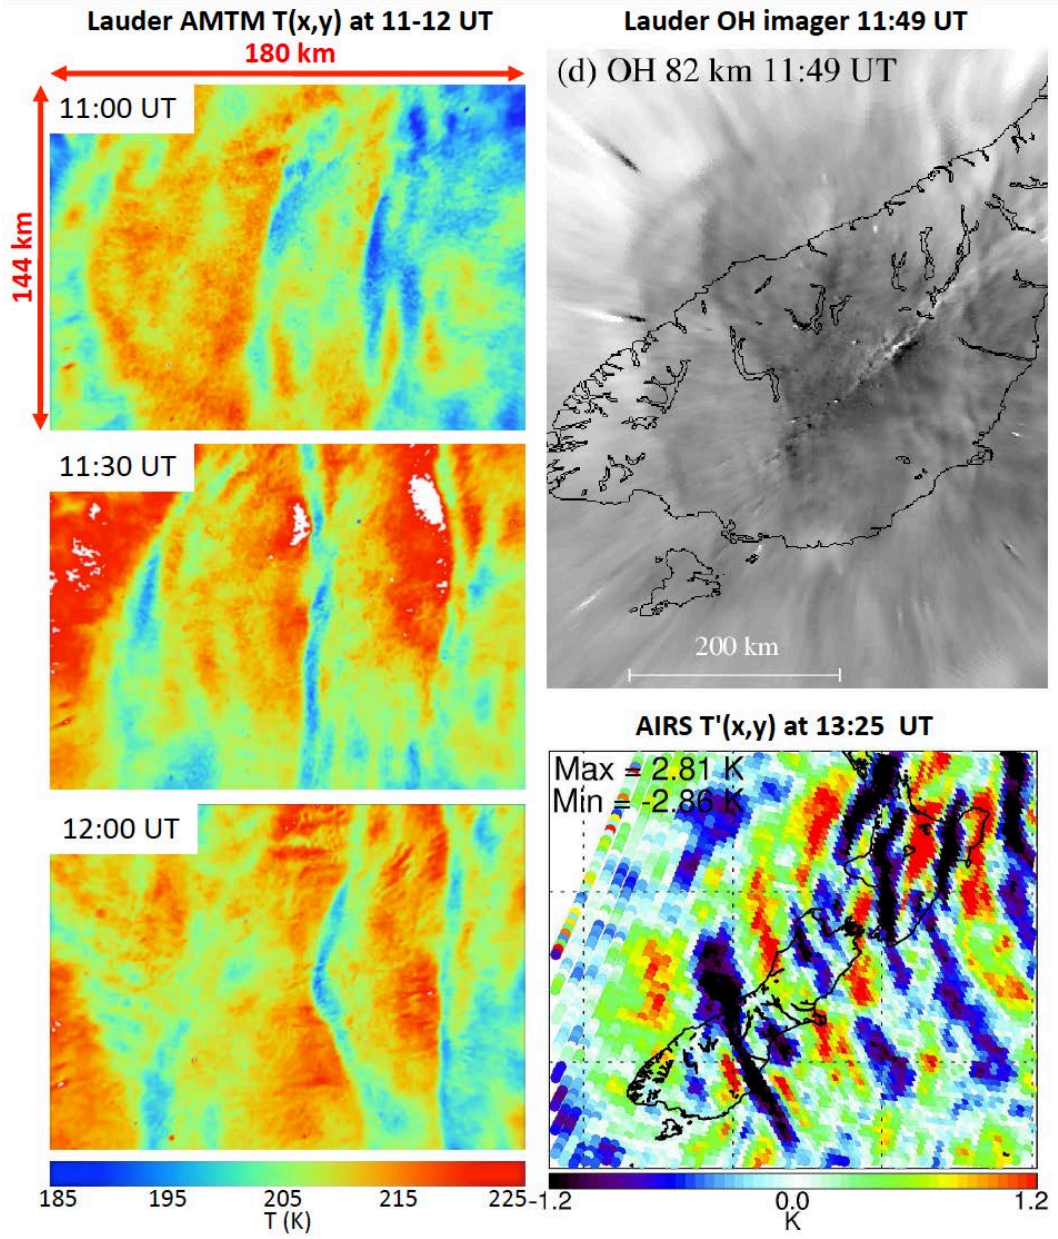 Lauder AMTM T(x,y) at 11-12 UT
180 km
144 km
11:00 UT
11:30 UT
12:00 UT
185 195 205 215 225
T (K)
Lauder OH imager 11:49 UT
(d) OH 82 km 11:49 UT
200 km
AIRS T'(x,y) at 13:25 UT
Max = 2.81 K
Min = -2.86 K
-1.2 0.0 1.2
K